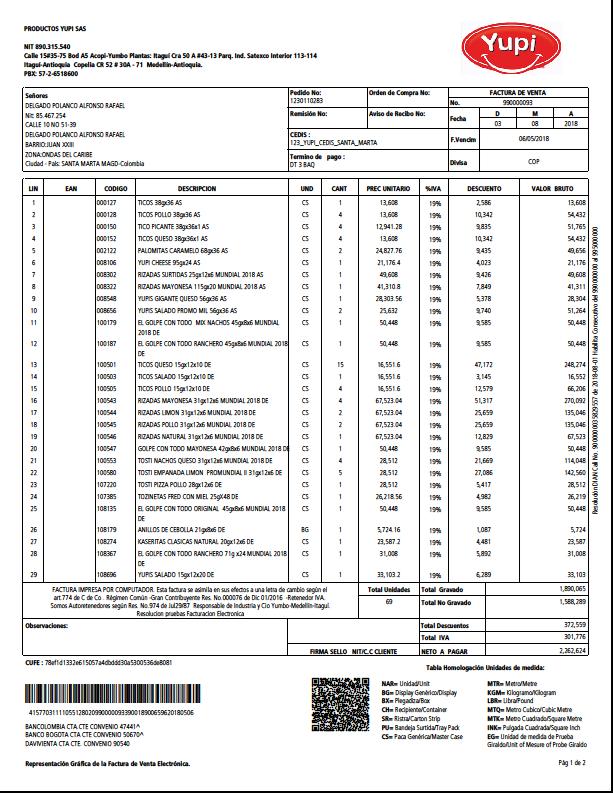 PRODUCTOS YUPI SAS
NIT 890.315.540
Calle 15#35-75 Bod A5 Acopi-Yumbo Plantas: Itagui Cra 50 A #43-13 Parq. Ind. Satexco Interior 113-114
Itagui-Antioquia Copelia CR 52 # 30A - 71 Medellin-Antioquia.
PBX: 57-2-6518600
Yupi
Señores
DELGADO POLANCO ALFONSO RAFAEL
Nit: 85.467.254
CALLE 10 NO 51-39
DELGADO POLANCO ALFONSO RAFAEL
BARRIO:JUAN XXIII
ZONA:ONDAS DEL CARIBE
Ciudad - Pais: SANTA MARTA MAGD-Colombia
Pedido No:
1230110283
Orden de Compra No:
Remisión No:
Aviso de Recibo No:
CEDIS :
123_YUPI_CEDIS_SANTA_MARTA
Termino de pago :
DT 3 BAQ
FACTURA DE VENTA
No. 990000093
Fecha D M A
03 08 2018
F.Vencim 06/05/2018
Divisa COP
LIN EAN CODIGO DESCRIPCION UND CANT PREC UNITARIO %IVA DESCUENTO VALOR BRUTO
1 000127 TICOS 38gx36 AS CS 1 13,608 19% 2,586 13,608
2 000128 TICOS POLLO 38gx36 AS CS 4 13,608 19% 10,342 54,432
3 000150 TICO PICANTE 38gx36x1 AS CS 4 12,941.28 19% 9,835 51,765
4 000152 TICOS QUESO 38gx36x1 AS CS 4 13,608 19% 10,342 54,432
5 002122 PALOMITAS CARAMELO 68gx36 AS CS 2 24,827.76 19% 9,435 49,656
6 008106 YUPI CHEESE 95gx24 AS CS 1 21,176.4 19% 4,023 21,176
7 008302 RIZADAS SURTIDAS 25gx12x6 MUNDIAL 2018 AS CS 1 49,608 19% 9,426 49,608
8 008322 RIZADAS MAYONESA 115gx20 MUNDIAL 2018 AS CS 1 41,310.8 19% 7,849 41,311
9 008548 YUPIS GIGANTE QUESO 56gx36 AS CS 1 28,303.56 19% 5,378 28,304
10 008656 YUPIS SALADO PROMO MIL 56gx36 AS CS 2 25,632 19% 9,740 51,264
11 100179 EL GOLPE CON TODO MIX NACHOS 45gx8x6 MUNDIAL CS 1 50,448 19% 9,585 50,448
2018 DE
12 100187 EL GOLPE CON TODO RANCHERO 45gx8x6 MUNDIAL 2018 CS 1 50,448 19% 9,585 50,448
DE
13 100501 TICOS QUESO 15gx12x10 DE CS 15 16,551.6 19% 47,172 248,274
14 100503 TICOS SALADO 15gx12x10 DE CS 1 16,551.6 19% 3,145 16,552
15 100505 TICOS POLLO 15gx12x10 DE CS 4 16,551.6 19% 12,579 66,206
16 100543 RIZADAS MAYONESA 31gx12x6 MUNDIAL 2018 DE CS 4 67,523.04 19% 51,317 270,092
17 100544 RIZADAS LIMON 31gx12x6 MUNDIAL 2018 DE CS 2 67,523.04 19% 25,659 135,046
18 100545 RIZADAS POLLO 31gx12x6 MUNDIAL 2018 DE CS 2 67,523.04 19% 25,659 135,046
19 100546 RIZADAS NATURAL 31gx12x6 MUNDIAL 2018 DE CS 1 67,523.04 19% 12,829 67,523
20 100547 GOLPE CON TODO MAYONESA 42gx8x6 MUNDIAL 2018 DE CS 1 50,448 19% 9,585 50,448
21 100553 TOSTI NACHOS QUESO 31gx12x6 MUNDIAL 2018 DE CS 4 28,512 19% 21,669 114,048
22 100580 TOSTI EMPANADA LIMON PROMUNDIAL II 31gx12x6 DE CS 5 28,512 19% 27,086 142,560
23 107220 TOSTI PIZZA POLLO 28gx12x6 DE CS 1 28,512 19% 5,417 28,512
24 107385 TOZINETAS FRED CON MIEL 25gX48 DE CS 1 26,218.56 19% 4,982 26,219
25 108135 EL GOLPE CON TODO ORIGINAL 45gx8x6 MUNDIAL 2018 CS 1 50,448 19% 9,585 50,448
DE
26 108179 ANILLOS DE CEBOLLA 21gx8x6 DE BG 1 5,724.16 19% 1,087 5,724
27 108274 KASERITAS CLASICAS NATURAL 20gx12x6 DE CS 1 23,587.2 19% 4,481 23,587
28 108367 EL GOLPE CON TODO RANCHERO 71g x24 MUNDIAL 2018 CS 1 31,008 19% 5,892 31,008
DE
29 108696 YUPIS SALADO 15gx12x20 DE CS 1 33,103.2 19% 6,289 33,103
FACTURA IMPRESA POR COMPUTADOR. Esta factura se asimila en sus efectos a una letra de cambio según el
art.774 de C de Co . Régimen Común -Gran Contribuyente Res. No.000076 de Dic 01/2016 -Retenedor IVA.
Somos Autoretenedores según Res. No.974 de Jul29/87 Responsable de Industria y Cio Yumbo-Medellín-Itagui.
Resolucion pruebas Facturacion Electronica
Total Unidades
69
Total Gravado 1,890,065
Total No Gravado 1,588,289
Observaciones:
Total Descuentos 372,559
Total IVA 301,776
FIRMA SELLO NIT/C.C CLIENTE
NETO A PAGAR 2,262,624
CUFE : 78ef1d1332e615057a4dbddd30a5300536de8081
41577031111055128020990000093390018900659620180506
BANCOLOMBIA CTA CTE CONVENIO 47441^
BANCO BOGOTA CTA CTE CONVENIO 50670^
DAVIVIENTA CTA CTE. CONVENIO 90540
Tabla Homologación Unidades de medida:
NAR= Unidad/Unit
BG= Display Genérico/Display
BX= Plegadiza/Box
CH= Recipiente/Container
SR= Ristra/Carton Strip
PU= Bandeja Surtida/Tray Pack
CS= Paca Genérica/Master Case
MTR= Metro/Metre
KGM= Kilogramo/Kilogram
LBR= Libra/Pound
MTQ= Metro Cubico/Cubic Metre
MTK= Metro Cuadrado/Square Metre
INK= Pulgada Cuadrada/Square Inch
EG= Unidad de medida de Prueba
Giraldo/Unit of Mesure of Probe Giraldo
Representación Gráfica de la Factura de Venta Electrónica.
Pág 1 de 2